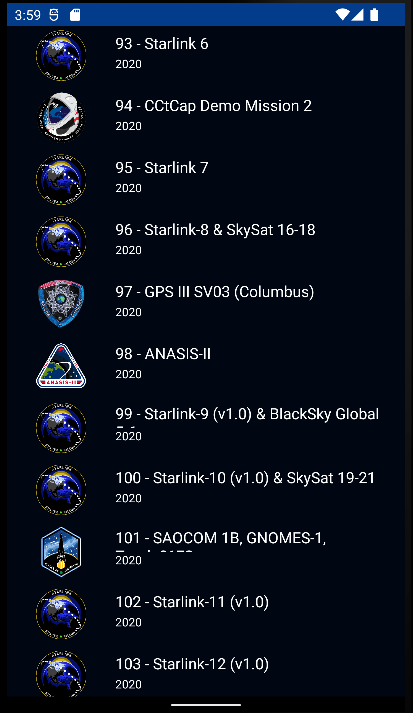 3:59
93 - Starlink 6
2020
94 - CCtCap Demo Mission 2
2020
95 - Starlink 7
2020
96 - Starlink-8 & SkySat 16-18
2020
97 - GPS III SV03 (Columbus)
2020
98 - ANASIS-II
ANASIS-II
2020
99 - Starlink-9 (v1.0) & BlackSky Global
2020
100 - Starlink-10 (v1.0) & SkySat 19-21
2020
101 - SAOCOM 1B, GNOMES-1,
2020
102 - Starlink-11 (v1.0)
2020
103 - Starlink-12 (v1.0)
2020